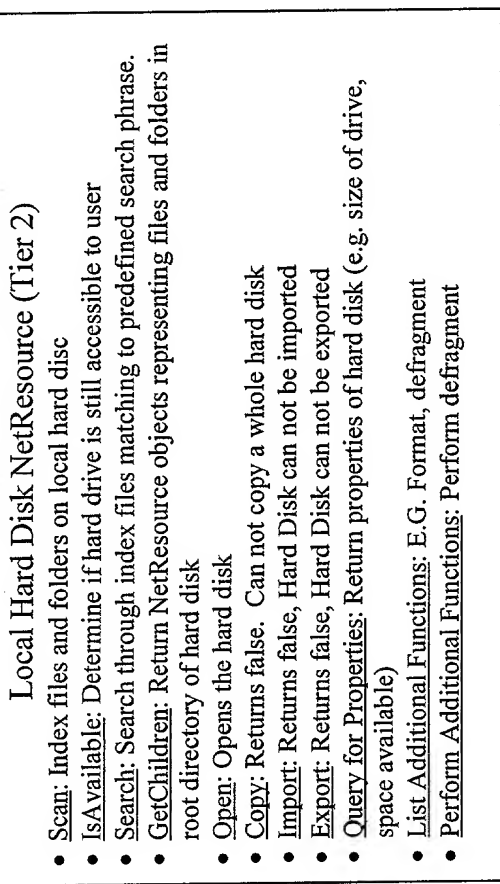 Local Hard Disk NetResource (Tier 2)
• Scan: Index files and folders on local hard disc
• IsAvailable: Determine if hard drive is still accessible to user
• Search: Search through index files matching to predefined search phrase.
• GetChildren: Return NetResource objects representing files and folders in
root directory of hard disk
• Open: Opens the hard disk
• Copy: Returns false. Can not copy a whole hard disk
• Import: Returns false, Hard Disk can not be imported
• Export: Returns false, Hard Disk can not be exported
• Query for Properties: Return properties of hard disk (e.g. size of drive,
space available)
• List Additional Functions: E.G. Format, defragment
• Perform Additional Functions: Perform defragment